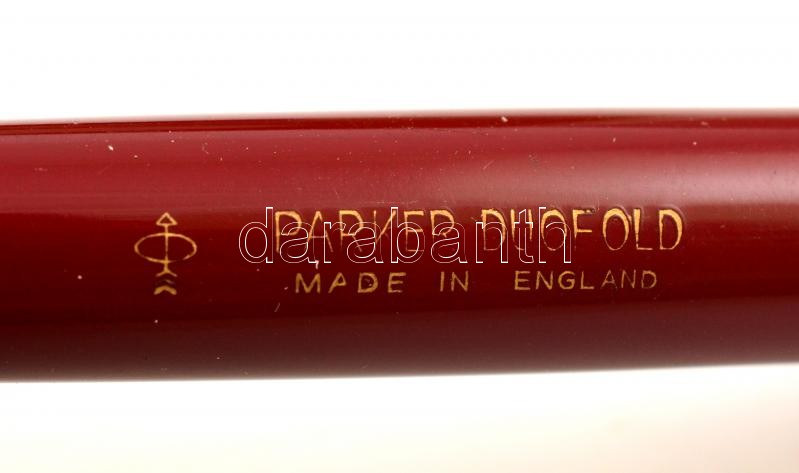 PARKER DUOFOLD
MADE IN ENGLAND
darabanth